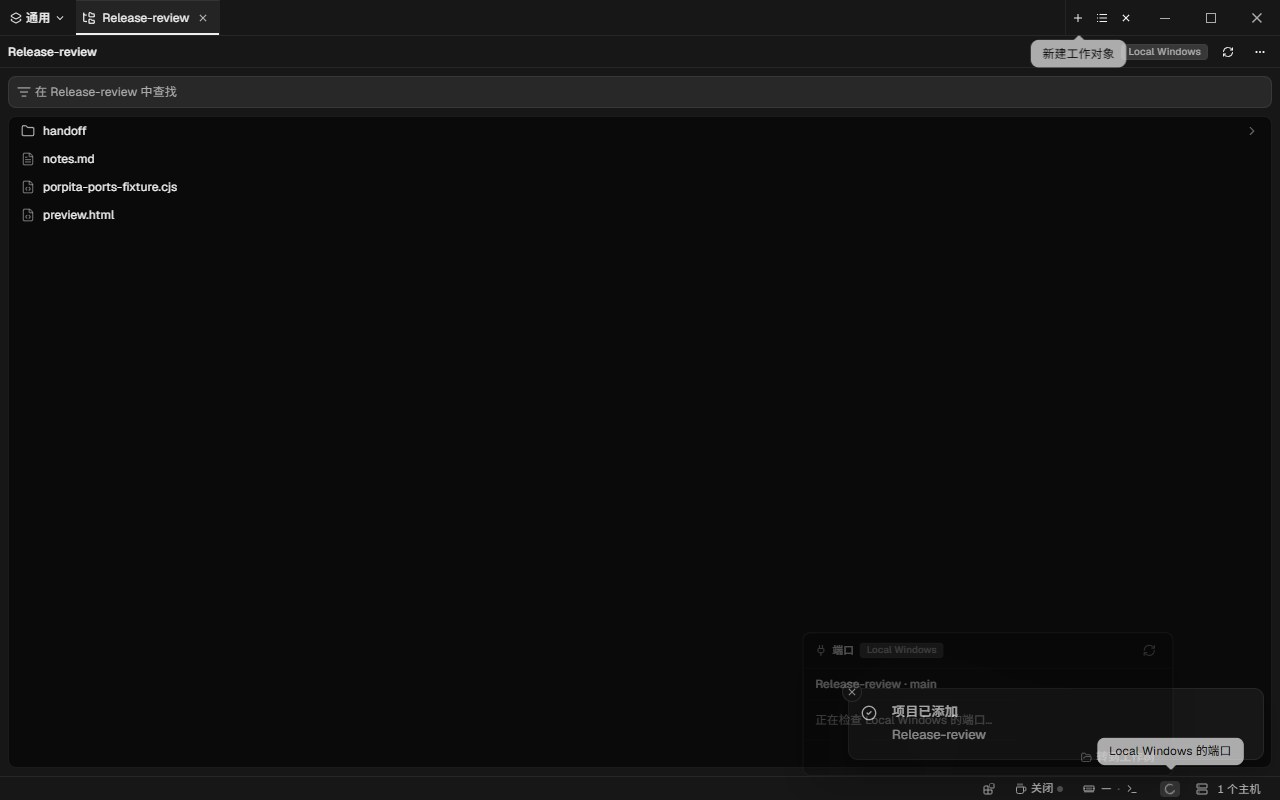 通用
Release-review
Release-review
新建工作对象
Local Windows
在 Release-review 中查找
handoff
notes.md
porpita-ports-fixture.cjs
preview.html
端口
Local Windows
Release-review · main
正在检查 Local Windows 的端口…
项目已添加
Release-review
Local Windows 的端口
关闭
1 个主机